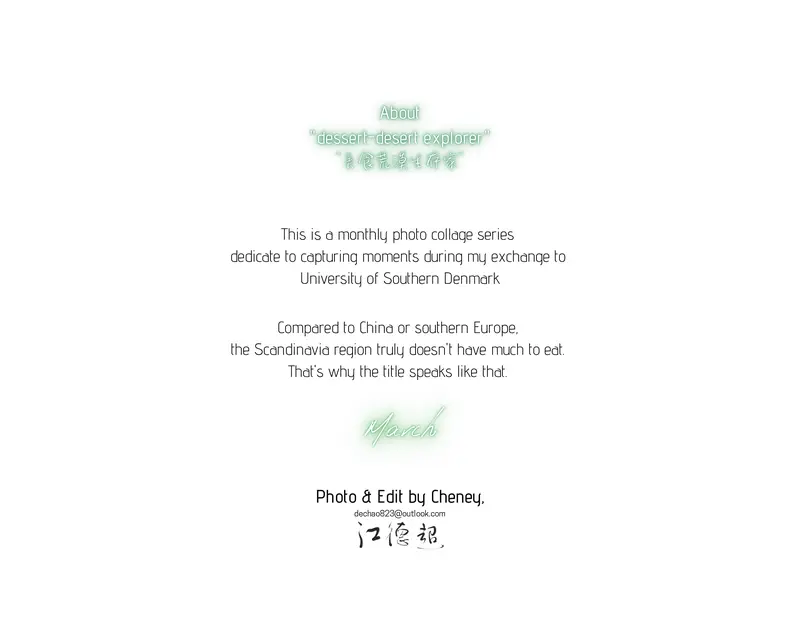 About
"dessert-desert explorer"
"美食荒漠生存家"
This is a monthly photo collage series
dedicate to capturing moments during my exchange to
University of Southern Denmark
Compared to China or southern Europe,
the Scandinavia region truly doesn't have much to eat.
That's why the title speaks like that.
March
Photo & Edit by Cheney,
dechao823@outlook.com
江德超